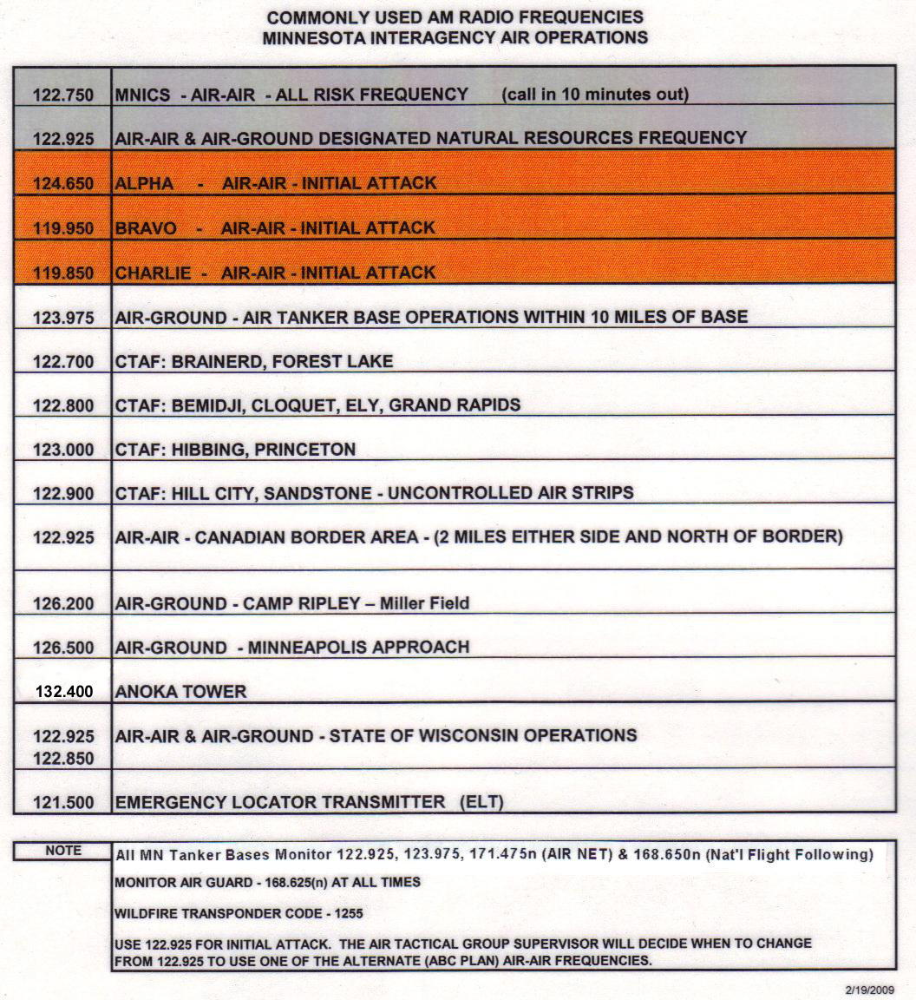 COMMONLY USED AM RADIO FREQUENCIES
MINNESOTA INTERAGENCY AIR OPERATIONS
122.750 MNICS - AIR-AIR - ALL RISK FREQUENCY (call in 10 minutes out)
122.925 AIR-AIR & AIR-GROUND DESIGNATED NATURAL RESOURCES FREQUENCY
124.650 ALPHA - AIR-AIR - INITIAL ATTACK
119.950 BRAVO - AIR-AIR - INITIAL ATTACK
119.850 CHARLIE - AIR-AIR - INITIAL ATTACK
123.975 AIR-GROUND - AIR TANKER BASE OPERATIONS WITHIN 10 MILES OF BASE
122.700 CTAF: BRAINERD, FOREST LAKE
122.800 CTAF: BEMIDJI, CLOQUET, ELY, GRAND RAPIDS
123.000 CTAF: HIBBING, PRINCETON
122.900 CTAF: HILL CITY, SANDSTONE - UNCONTROLLED AIR STRIPS
122.925 AIR-AIR - CANADIAN BORDER AREA - (2 MILES EITHER SIDE AND NORTH OF BORDER)
126.200 AIR-GROUND - CAMP RIPLEY – Miller Field
126.500 AIR-GROUND - MINNEAPOLIS APPROACH
132.400 ANOKA TOWER
122.925 AIR-AIR & AIR-GROUND - STATE OF WISCONSIN OPERATIONS
122.850
121.500 EMERGENCY LOCATOR TRANSMITTER (ELT)
NOTE All MN Tanker Bases Monitor 122.925, 123.975, 171.475n (AIR NET) & 168.650n (Nat'l Flight Following)
MONITOR AIR GUARD - 168.625(n) AT ALL TIMES
WILDFIRE TRANSPONDER CODE - 1255
USE 122.925 FOR INITIAL ATTACK. THE AIR TACTICAL GROUP SUPERVISOR WILL DECIDE WHEN TO CHANGE
FROM 122.925 TO USE ONE OF THE ALTERNATE (ABC PLAN) AIR-AIR FREQUENCIES.
2/19/2009